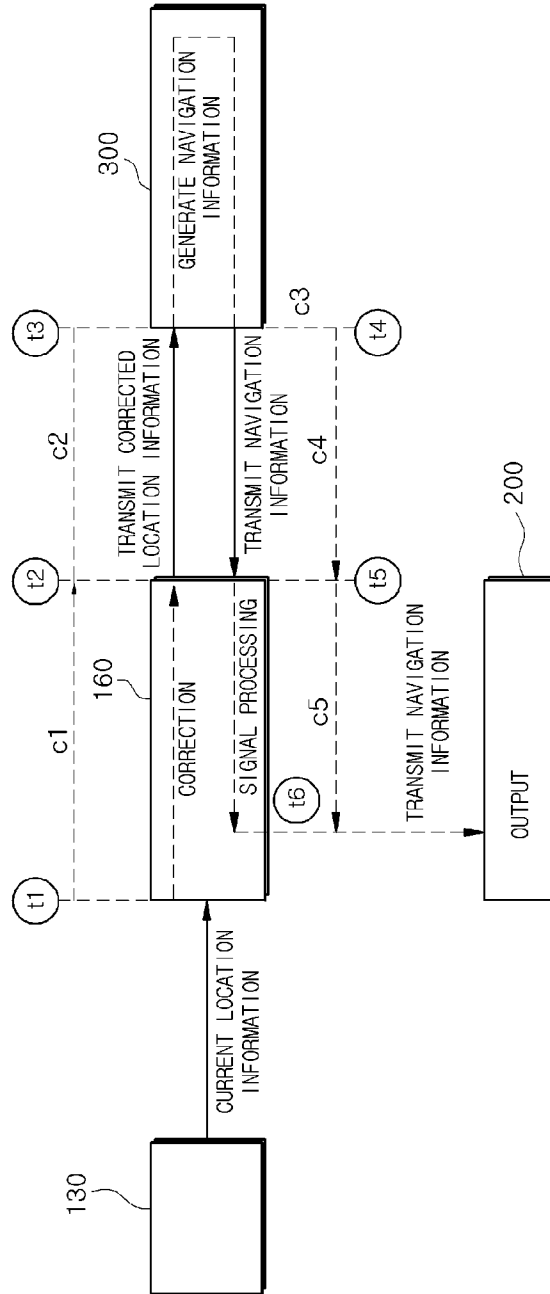 t1
t2
t3
c1
c2
130
160
300
CURRENT LOCATION
INFORMATION
CORRECTION
SIGNAL PROCESSING
TRANSMIT CORRECTED
LOCATION INFORMATION
TRANSMIT NAVIGATION
INFORMATION
GENERATE NAVIGATION
INFORMATION
c3
t6
c5
t5
c4
t4
TRANSMIT NAVIGATION
INFORMATION
200
OUTPUT